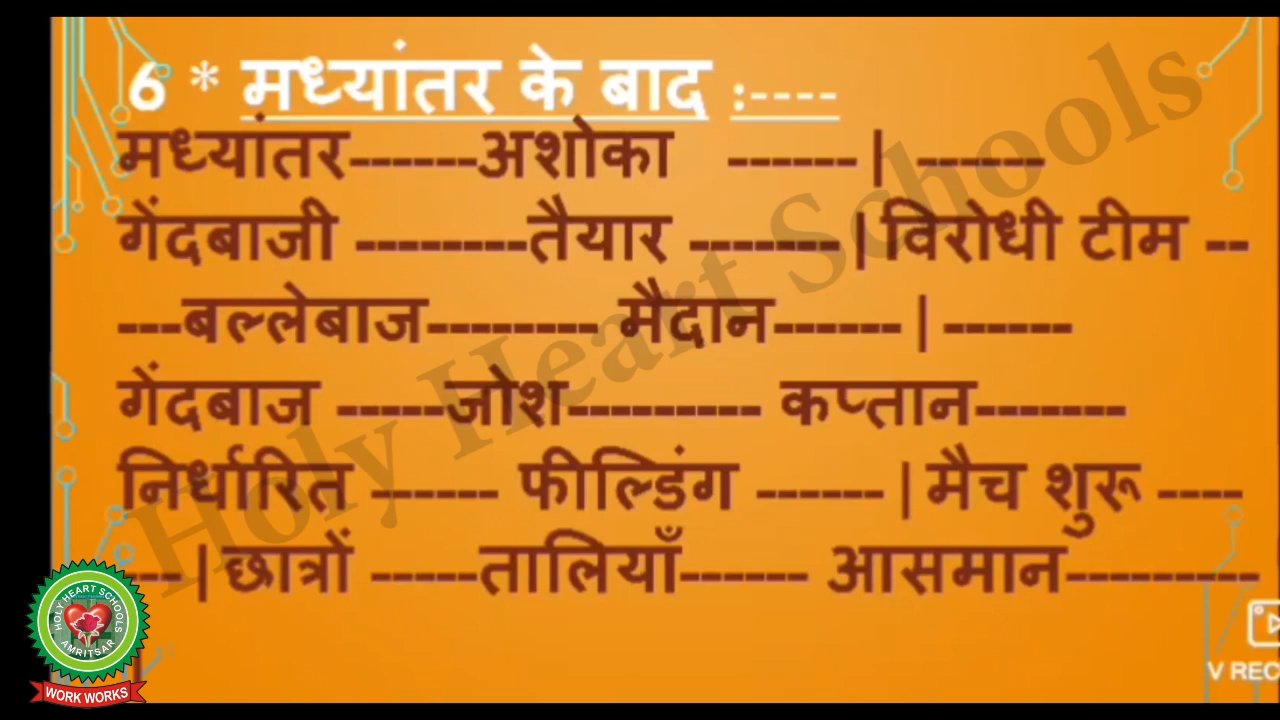 6 * मध्यांतर के बाद :----
मध्यांतर------अशोका ------| ------
गेंदबाजी --------तैयार -------|विरोधी टीम --
---बल्लेबाज-------- मैदान------|------
गेंदबाज -----जोश--------- कप्तान-------
निर्धारित ------ फील्डिंग ------|मैच शुरू ----
---|छात्रों -----तालियाँ------ आसमान---------
Holy Heart Schools
HOLY HEART SCHOOLS
AMRITSAR
WORK WORKS
V REC